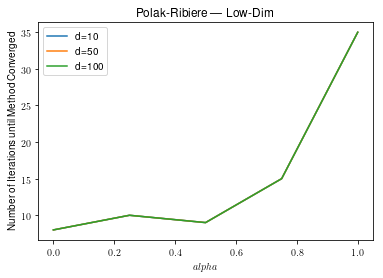 Polak-Ribiere — Low-Dim
d=10
d=50
d=100
Number of Iterations until Method Converged
35
30
25
20
15
10
0.0 0.2 0.4 0.6 0.8 1.0
alpha